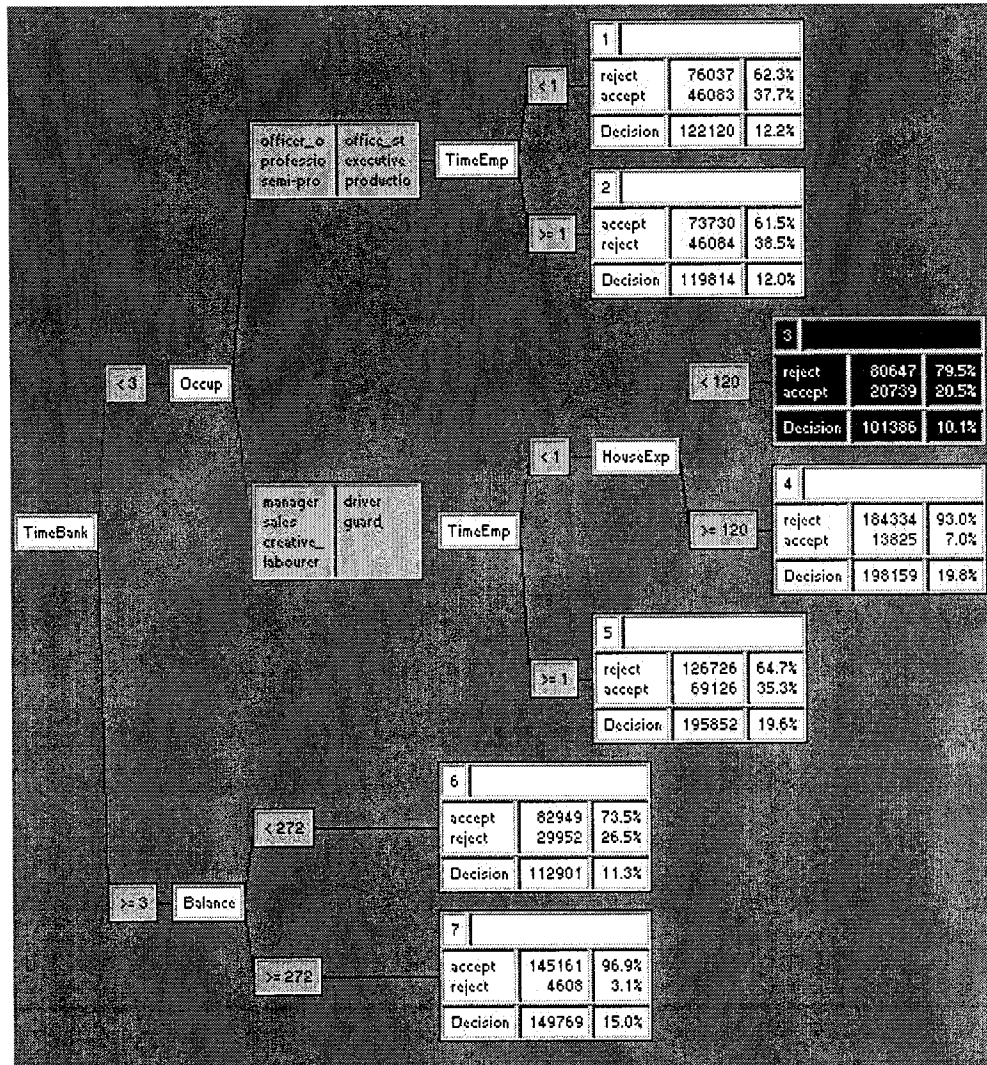 1
< 1
reject 76037 62.3%
accept 46083 37.7%
Decision 122120 12.2%
officer_o office_st
professio executive
semi-pro productio
TimeEmp
2
>= 1
accept 73730 61.5%
reject 46084 38.5%
Decision 119814 12.0%
3
< 3
Occup
< 120
reject 80647 79.5%
accept 20739 20.5%
Decision 101386 10.1%
< 1
HouseExp
4
manager driver
sales guard
creative_
labourer
TimeEmp
TimeBank
>= 120
reject 184334 93.0%
accept 13825 7.0%
Decision 198159 19.8%
5
>= 1
reject 126726 64.7%
accept 69126 35.3%
Decision 195852 19.6%
6
< 272
accept 82949 73.5%
reject 29952 26.5%
Decision 112901 11.3%
>= 3
Balance
7
>= 272
accept 145161 96.9%
reject 4608 3.1%
Decision 149769 15.0%